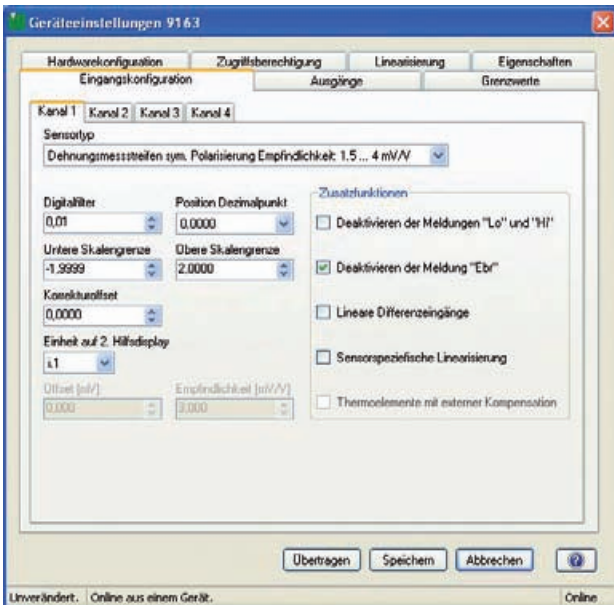 Geräteeinstellungen 9163
Hardwarekonfiguration Zugriffsberechtigung Linearisierung Eigenschaften
Eingangskonfiguration Ausgänge Grenzwerte
Kanal 1 Kanal 2 Kanal 3 Kanal 4
Sensortyp
Dehnungsmessstreifen sym. Polarisierung Empfindlichkeit: 1.5 ... 4 mV/V
Digitalfilter Position Dezimalpunkt
0,01 0.0000
Untere Skalengrenze Obere Skalengrenze
-1.9999 2.0000
Korrekturoffset
0,0000
Einheit auf 2. Hilfsdisplay
i.1
Offset [mV] Empfindlichkeit [mV/V]
0,000 3,000
Zusatzfunktionen
Deaktivieren der Meldungen "Lo" und "Hi"
Deaktivieren der Meldung "Ebr"
Lineare Differenzeingänge
Sensorspeziefische Linearisierung
Thermoelemente mit externer Kompensation
Übertragen Speichern Abbrechen ?
Unverändert. Online aus einem Gerät. Online